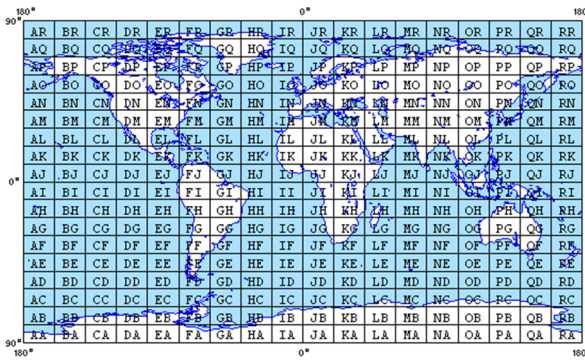 180° 0° 180
90°
AR BR CR DR ER FR GR HR IR JR KR LR MR NR OR PR QR RR
AQ BQ CQ DQ EQ FQ GQ HQ IQ JQ KQ LQ MQ NQ OQ PQ QQ RQ
AP BP CP DP EP FP GP HP IP JP KP LP MP NP OP PP QP RP
AO BO CO DO EO FO GO HO IO JO KO LO MO NO OO PO QO RO
AN BN CN DN EN FN GN HN IN JN KN LN MN NN ON PN QN RN
AM BM CM DM EM FM GM HM IM JM KM LM MM NM OM PM QM RM
AL BL CL DL EL FL GL HL IL JL KL LL ML NL OL PL QL RL
AK BK CK DK EK FK GK HK IK JK KK LK MK NK OK PK QK RK
AJ BJ CJ DJ EJ FJ GJ HJ IJ JJ KJ LJ MJ NJ OJ PJ QJ RJ
0°
AI BI CI DI EI FI GI HI II JI KI LI MI NI OI PI QI RI
AH BH CH DH EH FH GH HH IH JH KH LH MH NH OH PH QH RH
AG BG CG DG EG FG GG HG IG JG KG LG MG NG OG PG QG RG
AF BF CF DF EF FF GF HF IF JF KF LF MF NF OF PF QF RF
AE BE CE DE EE FE GE HE IE JE KE LE ME NE OE PE QE RE
AD BD CD DD ED FD GD HD ID JD KD LD MD ND OD PD QD RD
AC BC CC DC EC FC GC HC IC JC KC LC MC NC OC PC QC RC
AB BB CB DB EB FB GB HB IB JB KB LB MB NB OB PB QB RB
AA BA CA DA EA FA GA HA IA JA KA LA MA NA OA PA QA RA
90°
180° 0° 180